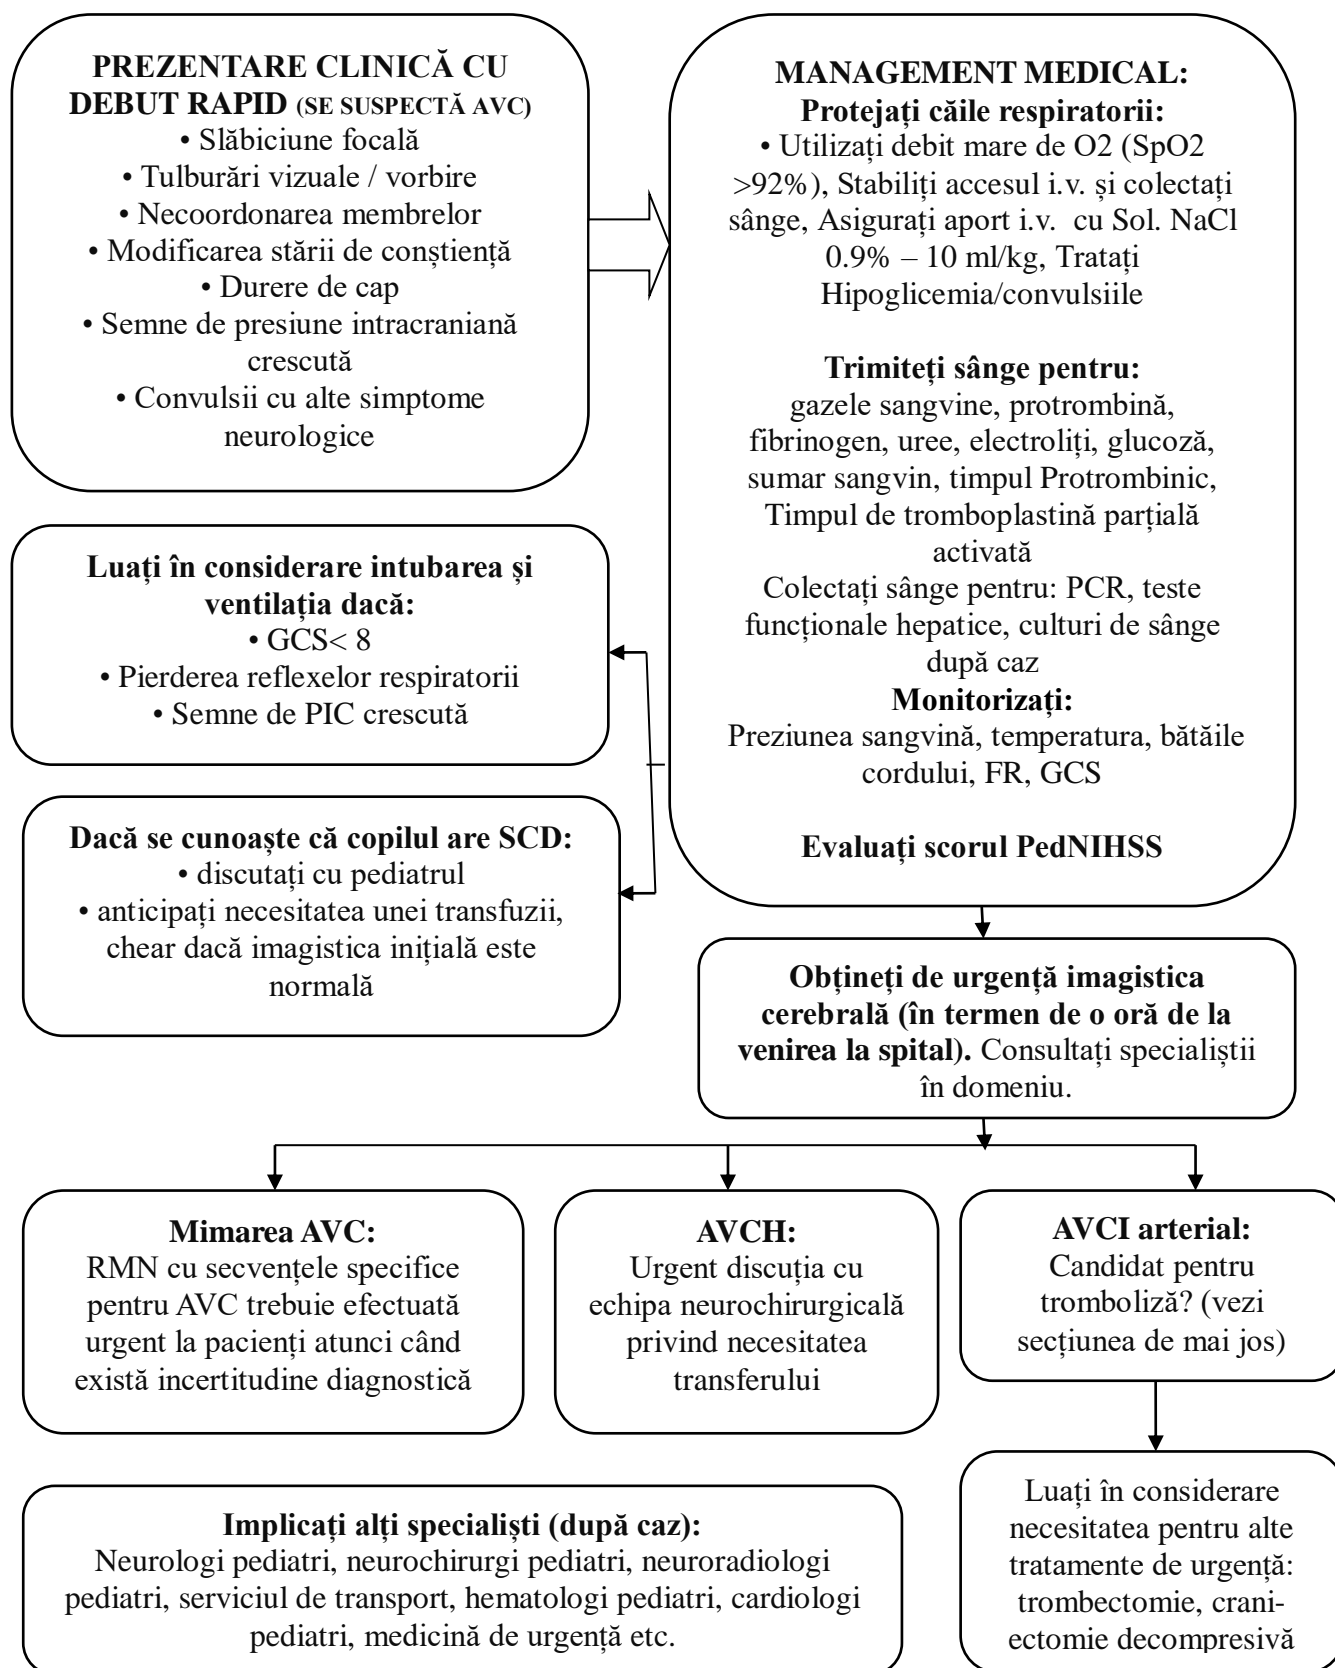 PREZENTARE CLINICĂ CU
DEBUT RAPID (SE SUSPECTĂ AVC)
• Slăbiciune focală
• Tulburări vizuale / vorbire
• Necoordonarea membrelor
• Modificarea stării de conștiență
• Durere de cap
• Semne de presiune intracraniană
crescută
• Convulsii cu alte simptome
neurologice
MANAGEMENT MEDICAL:
Protejați căile respiratorii:
• Utilizați debit mare de O2 (SpO2
>92%), Stabiliți accesul i.v. și colectați
sânge, Asigurați aport i.v. cu Sol. NaCl
0.9% – 10 ml/kg, Tratați
Hipoglicemia/convulsiile
Trimiteți sânge pentru:
gazele sangvine, protrombină,
fibrinogen, uree, electroliți, glucoză,
sumar sangvin, timpul Protrombinic,
Timpul de tromboplastină parțială
activată
Colectați sânge pentru: PCR, teste
funcționale hepatice, culturi de sânge
după caz
Monitorizați:
Preziunea sangvină, temperatura, bătăile
cordului, FR, GCS
Evaluați scorul PedNIHSS
Luați în considerare intubarea și
ventilația dacă:
• GCS< 8
• Pierderea reflexelor respiratorii
• Semne de PIC crescută
Dacă se cunoaște că copilul are SCD:
• discutați cu pediatrul
• anticipați necesitatea unei transfuzii,
chear dacă imagistica inițială este
normală
Obțineți de urgență imagistica
cerebrală (în termen de o oră de la
venirea la spital). Consultați specialiștii
în domeniu.
Mimarea AVC:
RMN cu secvențele specifice
pentru AVC trebuie efectuată
urgent la pacienți atunci când
există incertitudine diagnostică
AVCH:
Urgent discuția cu
echipa neurochirurgicală
privind necesitatea
transferului
AVCI arterial:
Candidat pentru
tromboliză? (vezi
secțiunea de mai jos)
Implicați alți specialiști (după caz):
Neurologi pediatri, neurochirurgi pediatri, neuroradiologi
pediatri, serviciul de transport, hematologi pediatri, cardiologi
pediatri, medicină de urgență etc.
Luați în considerare
necesitatea pentru alte
tratamente de urgență:
trombectomie, crani-
ectomie decompresivă